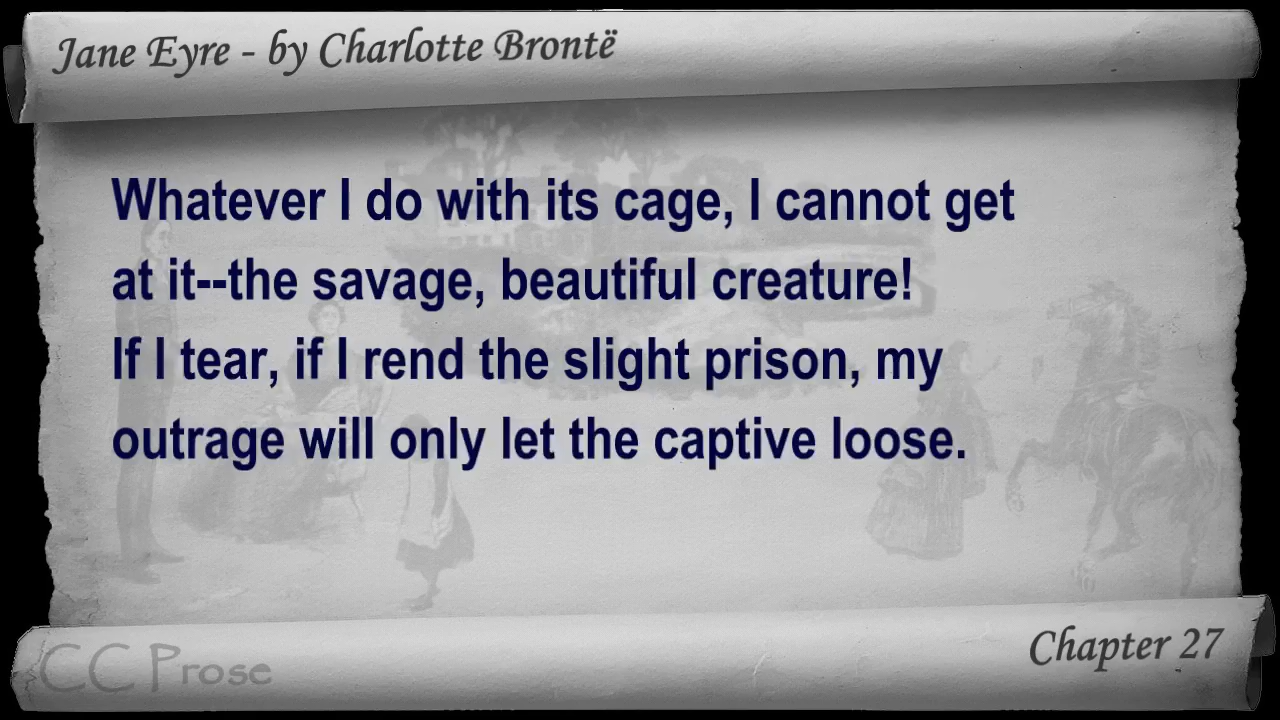 Jane Eyre - by Charlotte Brontë
Whatever I do with its cage, I cannot get
at it--the savage, beautiful creature!
If I tear, if I rend the slight prison, my
outrage will only let the captive loose.
CC Prose
Chapter 27